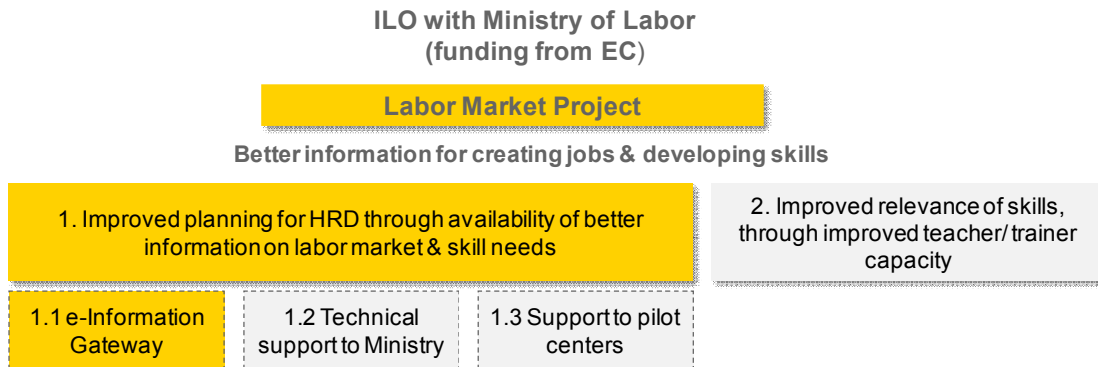 ILO with Ministry of Labor
(funding from EC)
Labor Market Project
Better information for creating jobs & developing skills
1. Improved planning for HRD through availability of better
information on labor market & skill needs
2. Improved relevance of skills,
through improved teacher/ trainer
capacity
1.1 e-Information
Gateway
1.2 Technical
support to Ministry
1.3 Support to pilot
centers